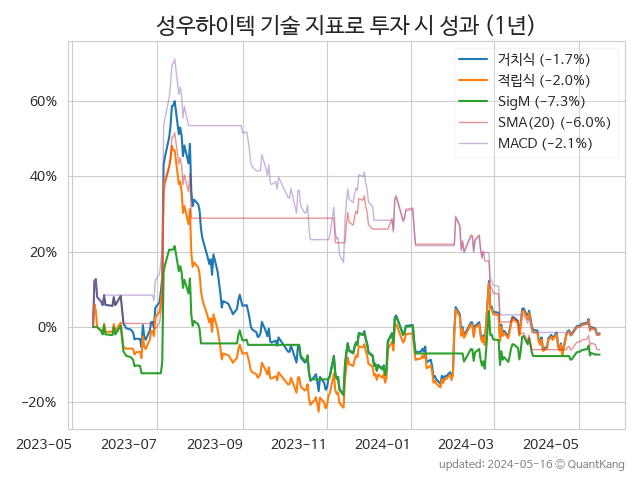 성우하이텍 기술 지표로 투자 시 성과 (1년)
거치식 (−1.7%)
적립식 (−2.0%)
SigM (−7.3%)
SMA(20) (−6.0%)
MACD (−2.1%)
60%
40%
20%
0%
−20%
2023-05
2023-07
2023-09
2023-11
2024-01
2024-03
2024-05
updated: 2024-05-16 ⓒ QuantKang